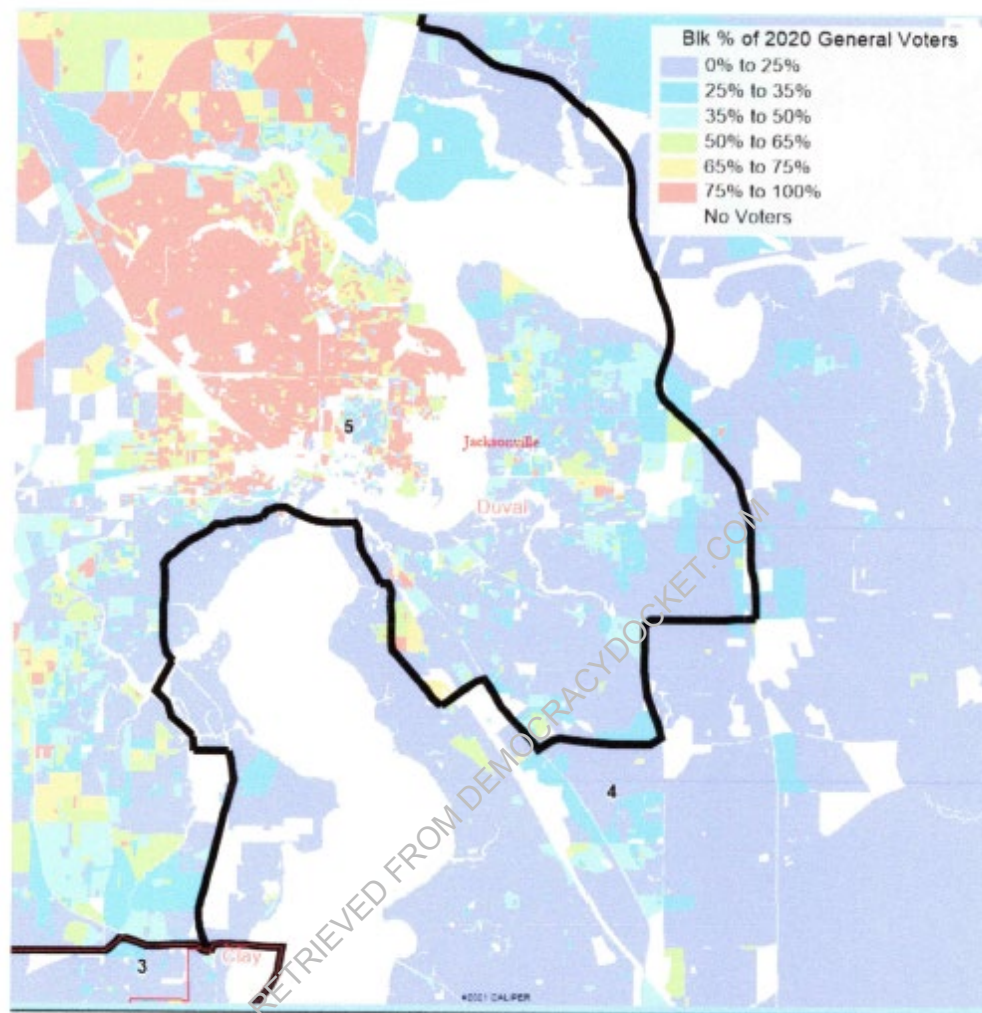 Blk % of 2020 General Voters
0% to 25%
25% to 35%
35% to 50%
50% to 65%
65% to 75%
75% to 100%
No Voters
5
Jacksonville
Duval
4
3
Clay
RETRIEVED FROM DEMOCRACYDOCKET.COM
CALIPER